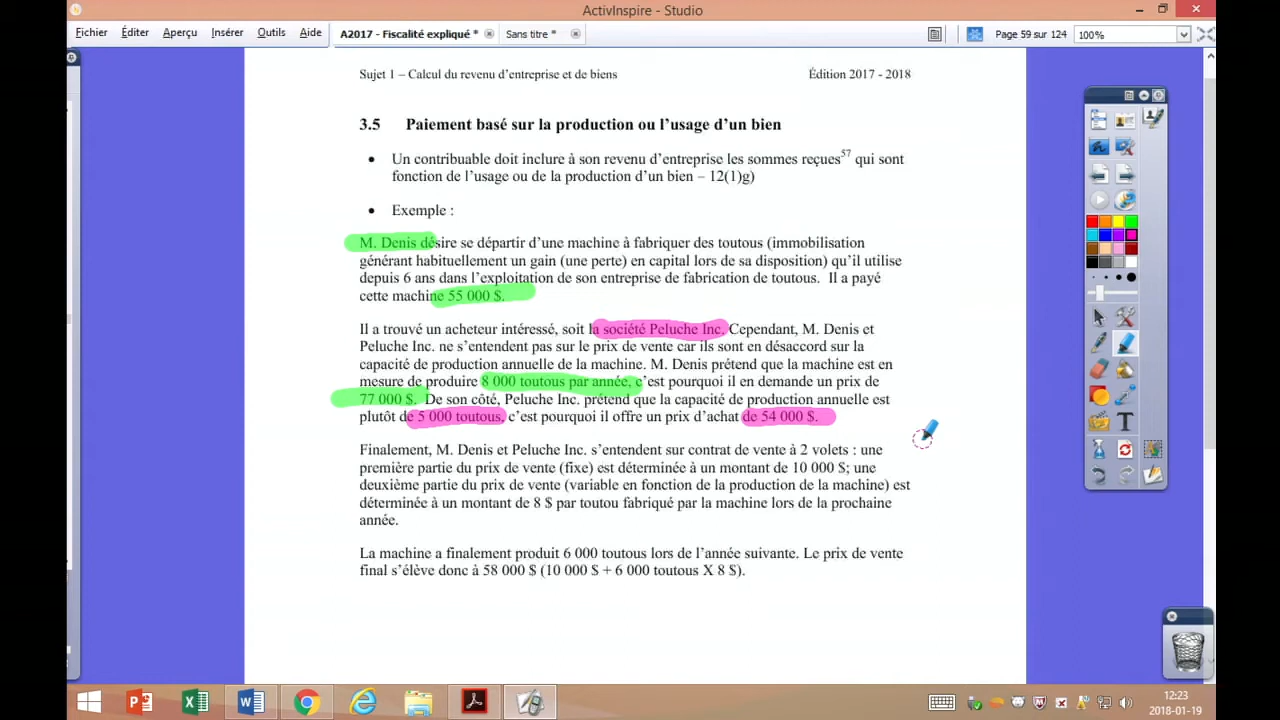 ActivInspire - Studio
Fichier Éditer Aperçu Insérer Outils Aide
A2017 - Fiscalité expliqué * Sans titre *
Page 59 sur 124 100%
Sujet 1 – Calcul du revenu d’entreprise et de biens Édition 2017 - 2018
3.5 Paiement basé sur la production ou l’usage d’un bien
• Un contribuable doit inclure à son revenu d’entreprise les sommes reçues57 qui sont
fonction de l’usage ou de la production d’un bien – 12(1)g)
• Exemple :
M. Denis désire se départir d’une machine à fabriquer des toutous (immobilisation
générant habituellement un gain (une perte) en capital lors de sa disposition) qu’il utilise
depuis 6 ans dans l’exploitation de son entreprise de fabrication de toutous. Il a payé
cette machine 55 000 $.
Il a trouvé un acheteur intéressé, soit la société Peluche Inc. Cependant, M. Denis et
Peluche Inc. ne s’entendent pas sur le prix de vente car ils sont en désaccord sur la
capacité de production annuelle de la machine. M. Denis prétend que la machine est en
mesure de produire 8 000 toutous par année, c’est pourquoi il en demande un prix de
77 000 $. De son côté, Peluche Inc. prétend que la capacité de production annuelle est
plutôt de 5 000 toutous, c’est pourquoi il offre un prix d’achat de 54 000 $.
Finalement, M. Denis et Peluche Inc. s’entendent sur contrat de vente à 2 volets : une
première partie du prix de vente (fixe) est déterminée à un montant de 10 000 $; une
deuxième partie du prix de vente (variable en fonction de la production de la machine) est
déterminée à un montant de 8 $ par toutou fabriqué par la machine lors de la prochaine
année.
La machine a finalement produit 6 000 toutous lors de l’année suivante. Le prix de vente
final s’élève donc à 58 000 $ (10 000 $ + 6 000 toutous X 8 $).
12:23
2018-01-19